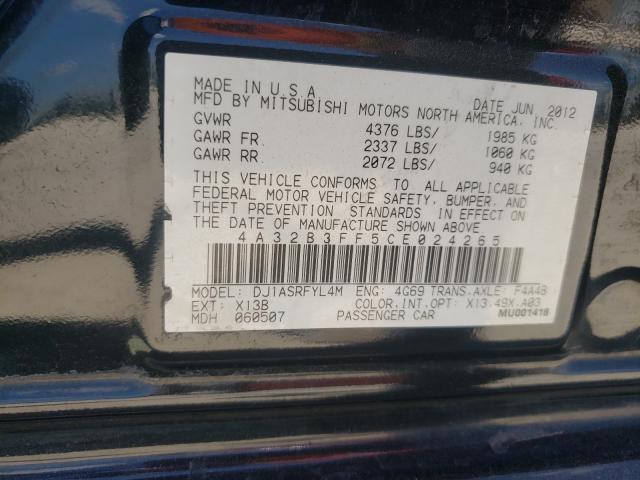 MADE IN U.S.A. DATE JUN 2012
MFD BY MITSUBISHI MOTORS NORTH AMERICA, INC.
GVWR 4376 LBS/ 1985 KG
GAWR FR. 2337 LBS/ 1060 KG
GAWR RR. 2072 LBS/ 940 KG
THIS VEHICLE CONFORMS TO ALL APPLICABLE
FEDERAL MOTOR VEHICLE SAFETY, BUMPER, AND
THEFT PREVENTION STANDARDS IN EFFECT ON
THE DATE OF MANUFACTURE SHOWN ABOVE
4A32B3FF5CE024265
MODEL: DJ1ASRFYL4M ENG: 4G69 TRANS.AXLE: F4A4B
EXT: X13B COLOR.INT.OPT: X13.49X.A03
MDH 060507 PASSENGER CAR MU001418